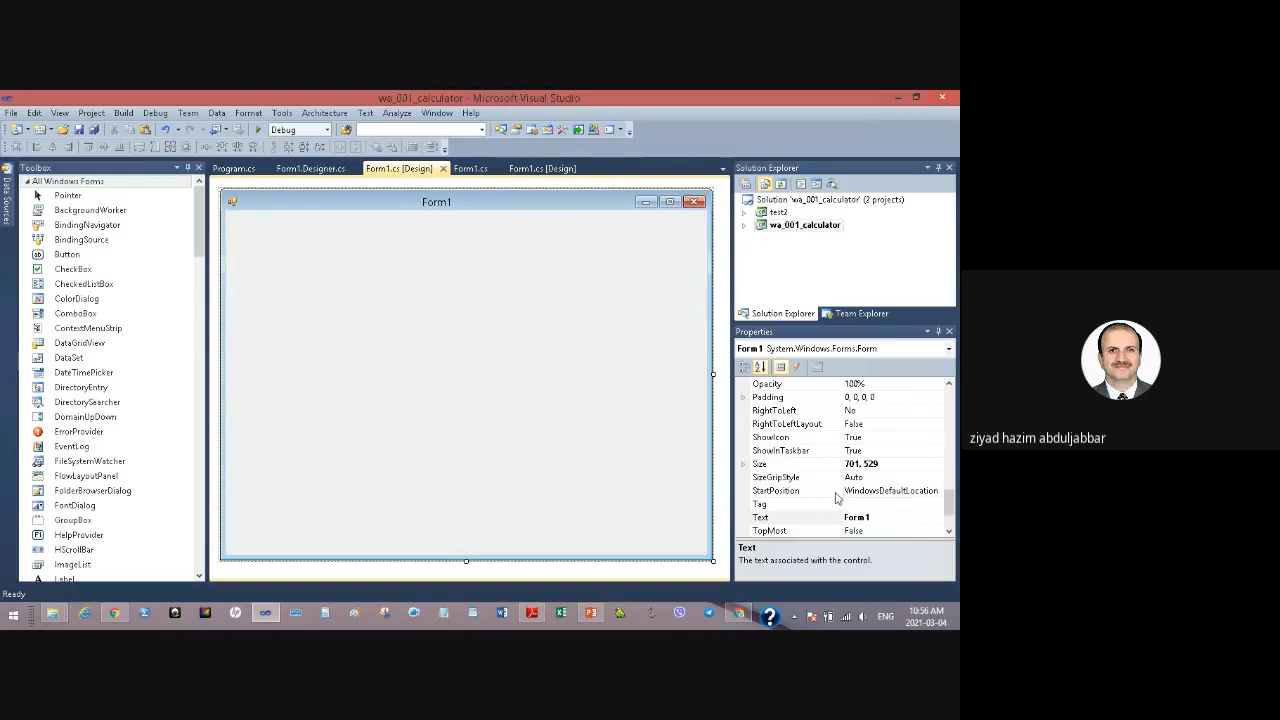 wa_001_calculator - Microsoft Visual Studio
File Edit View Project Build Debug Team Data Format Tools Architecture Test Analyze Window Help
Debug
Toolbox
Program.cs Form1.Designer.cs Form1.cs [Design] Form1.cs Form1.cs [Design]
Solution Explorer
Data Sources
All Windows Forms
Pointer
BackgroundWorker
BindingNavigator
BindingSource
Button
CheckBox
CheckedListBox
ColorDialog
ComboBox
ContextMenuStrip
DataGridView
DataSet
DateTimePicker
DirectoryEntry
DirectorySearcher
DomainUpDown
ErrorProvider
EventLog
FileSystemWatcher
FlowLayoutPanel
FolderBrowserDialog
FontDialog
GroupBox
HelpProvider
HScrollBar
ImageList
Label
Form1
Solution 'wa_001_calculator' (2 projects)
test2
wa_001_calculator
Solution Explorer Team Explorer
Properties
Form1 System.Windows.Forms.Form
Opacity 100%
Padding 0, 0, 0, 0
RightToLeft No
RightToLeftLayout False
ShowIcon True
ShowInTaskbar True
Size 701, 529
SizeGripStyle Auto
StartPosition WindowsDefaultLocation
Tag
Text Form1
TopMost False
Text
The text associated with the control.
Ready
ENG
10:56 AM
2021-03-04
ziyad hazim abduljabbar